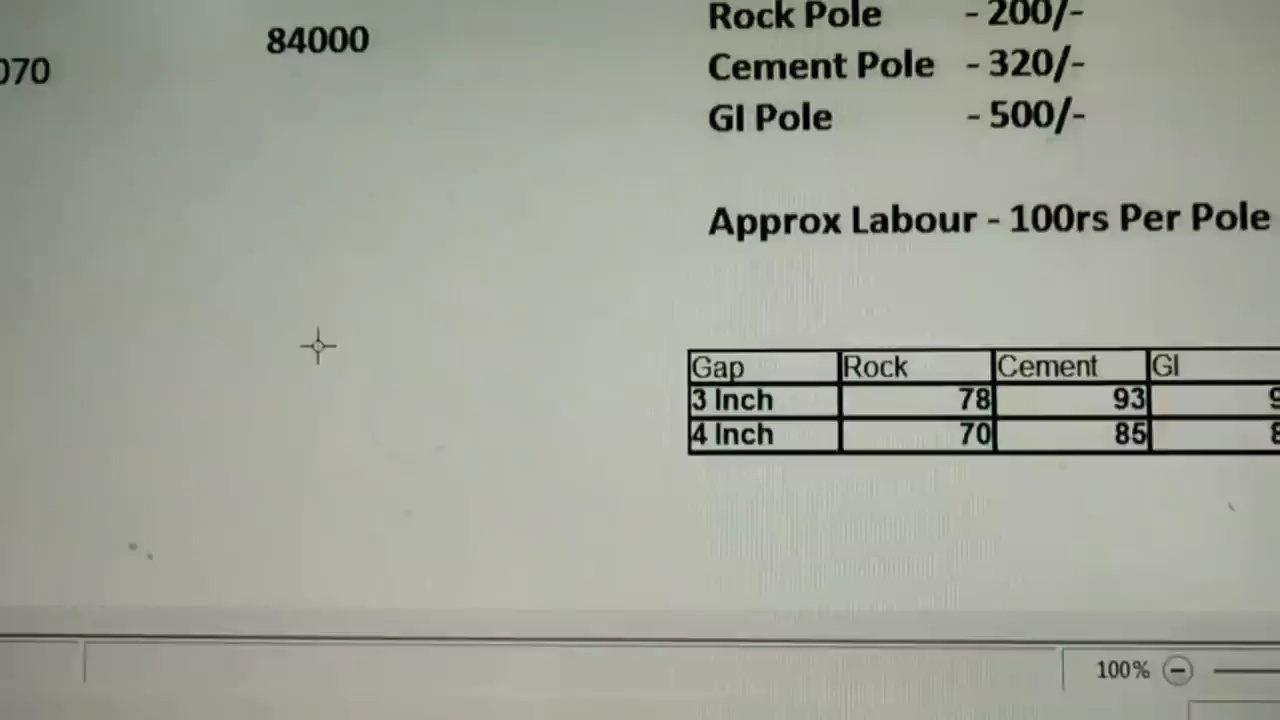 Rock Pole - 200/-
84000
070
Cement Pole - 320/-
GI Pole - 500/-
Approx Labour - 100rs Per Pole
Gap Rock Cement GI
3 Inch 78 93
4 Inch 70 85
100%